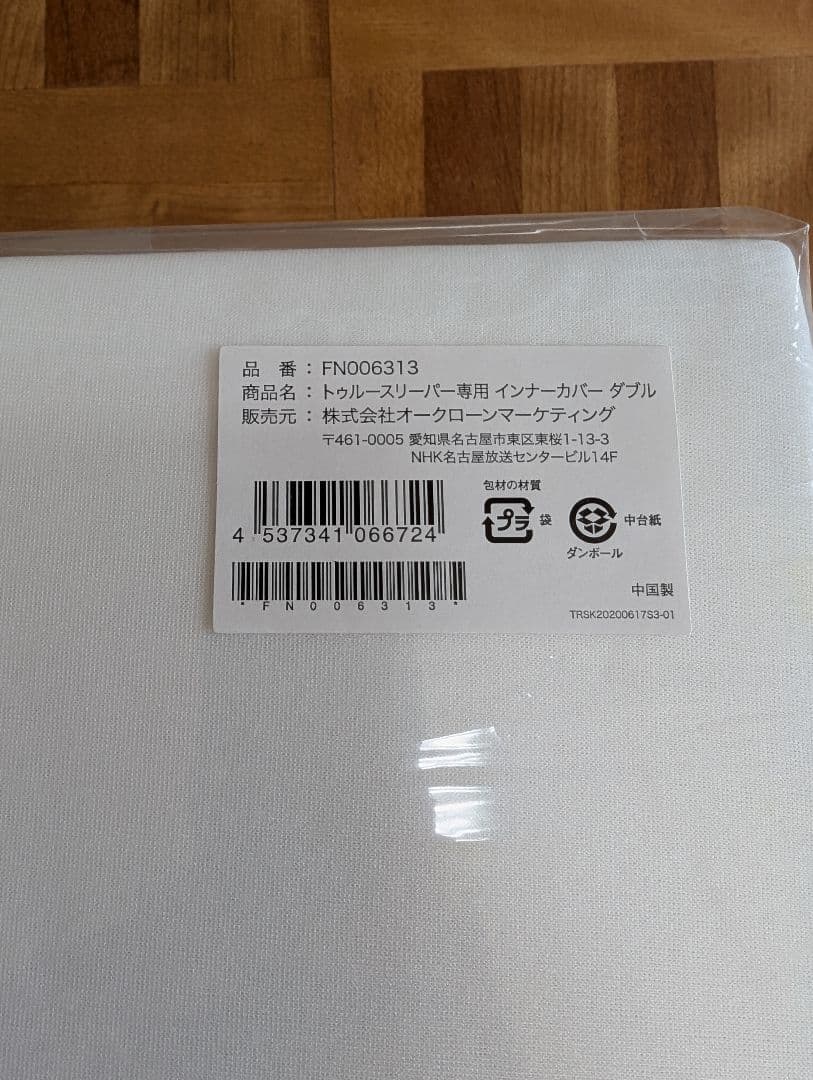 品 番 : FN006313
商品名 : トゥルースリーパー専用 インナーカバー ダブル
販売元 : 株式会社オークローンマーケティング
〒461-0005 愛知県名古屋市東区東桜1-13-3
NHK名古屋放送センタービル14F
包材の材質
プラ 袋
中台紙
ダンボール
4 537341 066724
*FN006313*
中国製
TRSK20200617S3-01